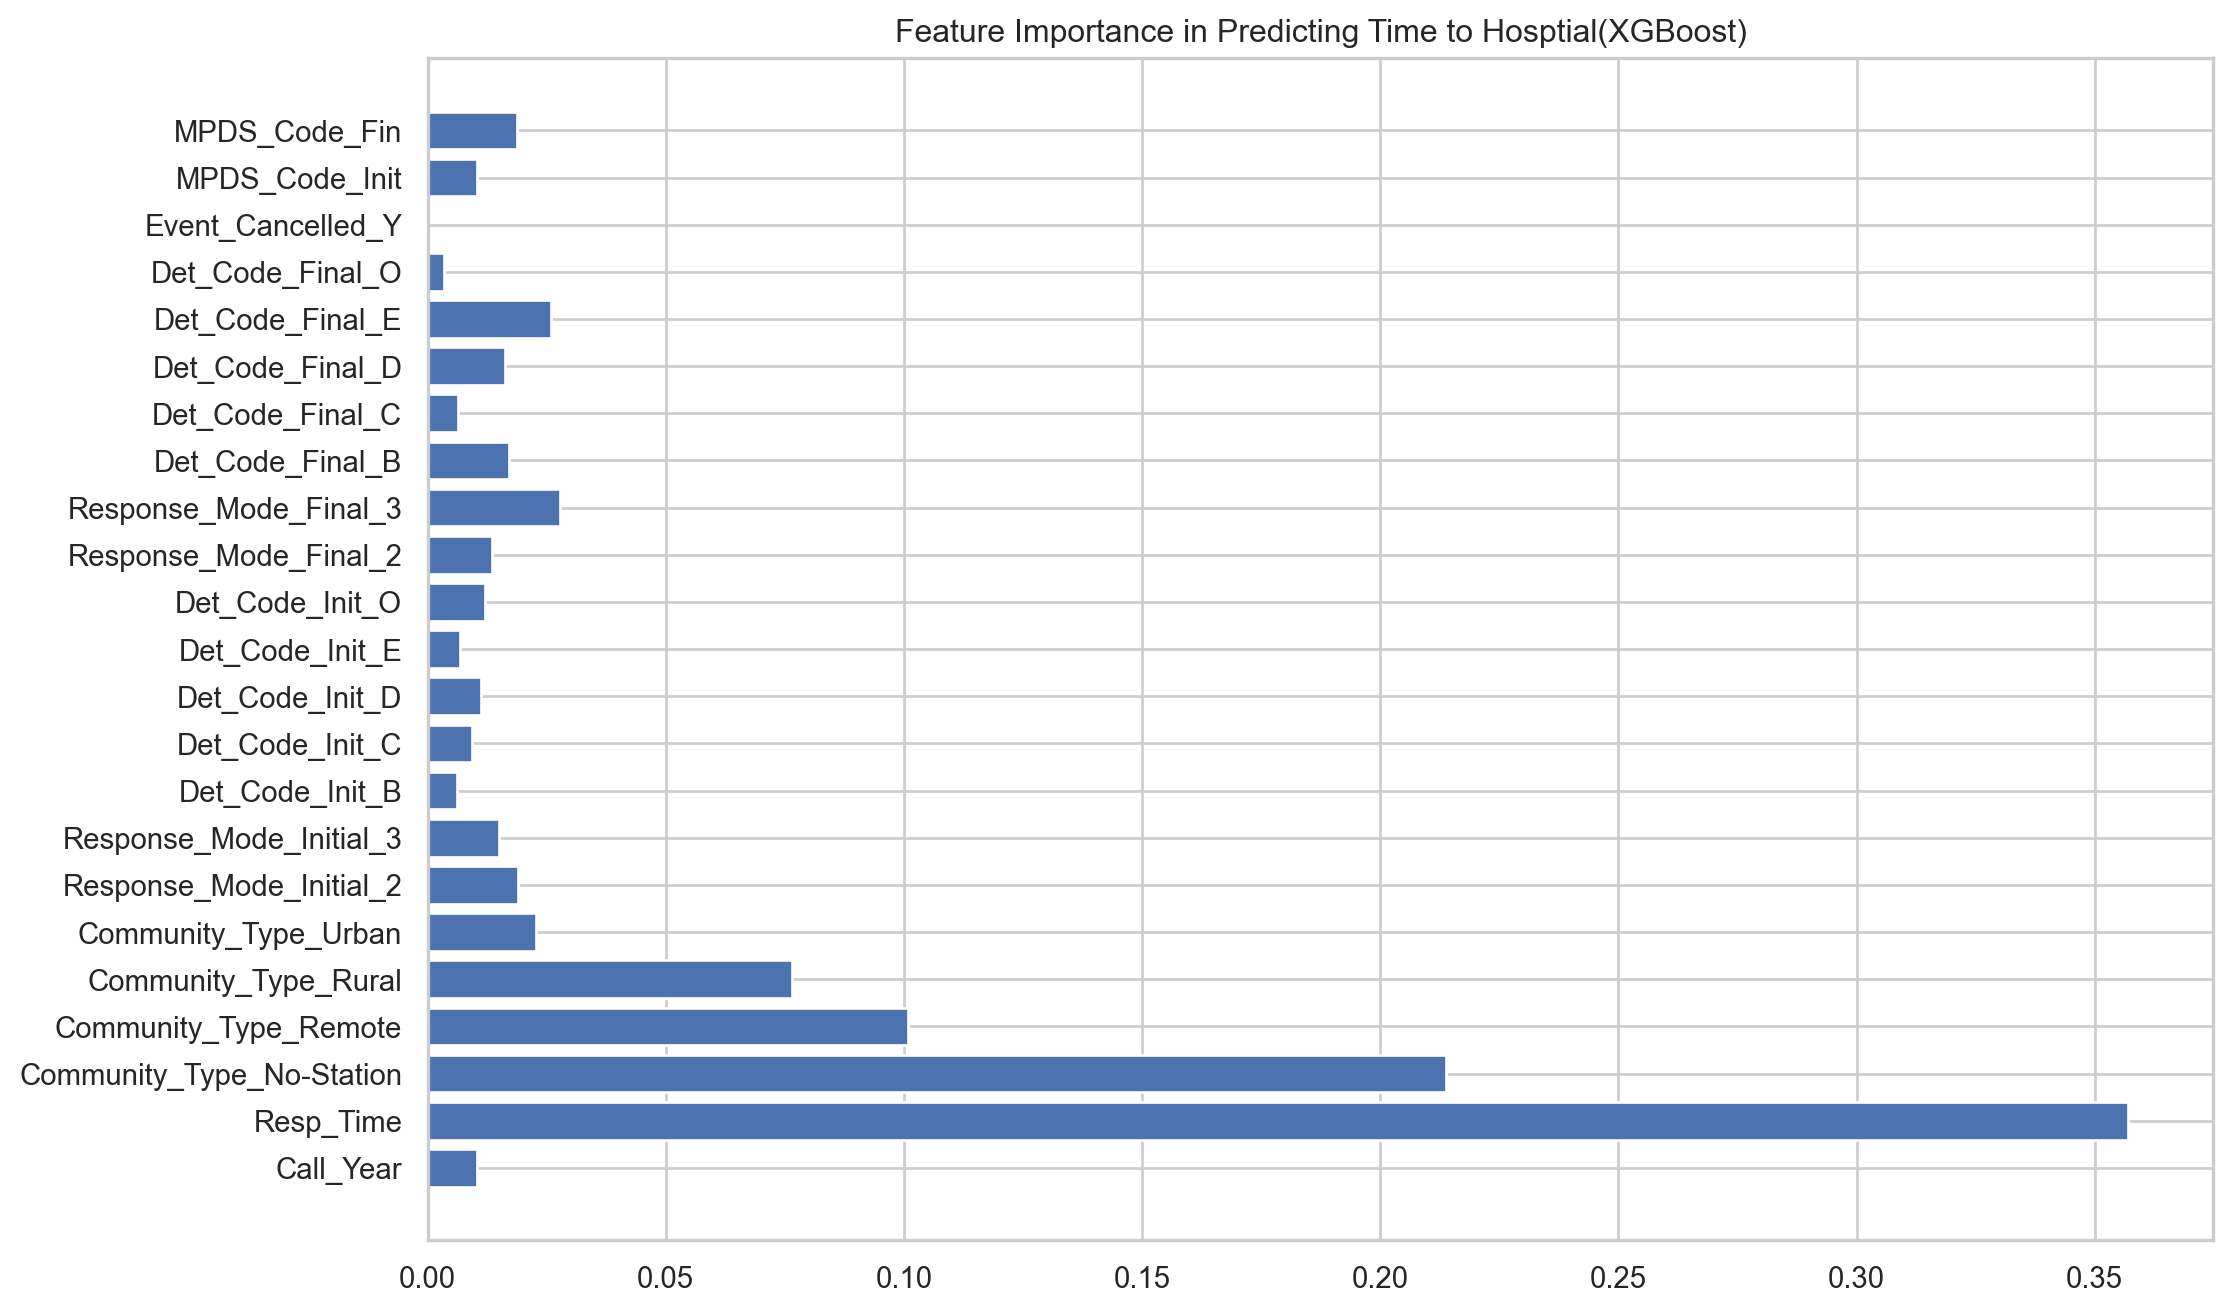 Feature Importance in Predicting Time to Hosptial(XGBoost)
MPDS_Code_Fin
MPDS_Code_Init
Event_Cancelled_Y
Det_Code_Final_O
Det_Code_Final_E
Det_Code_Final_D
Det_Code_Final_C
Det_Code_Final_B
Response_Mode_Final_3
Response_Mode_Final_2
Det_Code_Init_O
Det_Code_Init_E
Det_Code_Init_D
Det_Code_Init_C
Det_Code_Init_B
Response_Mode_Initial_3
Response_Mode_Initial_2
Community_Type_Urban
Community_Type_Rural
Community_Type_Remote
Community_Type_No-Station
Resp_Time
Call_Year
0.00 0.05 0.10 0.15 0.20 0.25 0.30 0.35